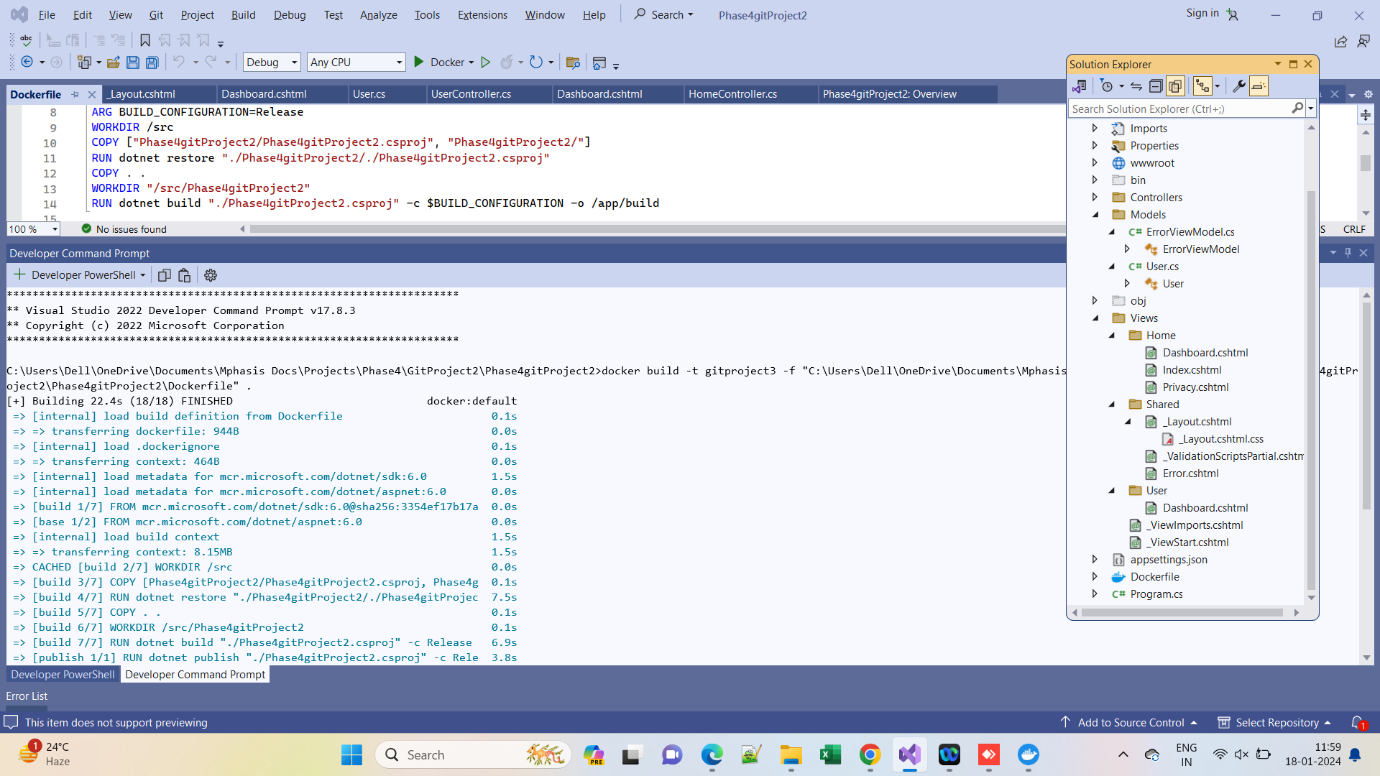 File Edit View Git Project Build Debug Test Analyze Tools Extensions Window Help Search Phase4gitProject2 Sign in
Debug Any CPU Docker
Dockerfile _Layout.cshtml Dashboard.cshtml User.cs UserController.cs Dashboard.cshtml HomeController.cs Phase4gitProject2: Overview
8 ARG BUILD_CONFIGURATION=Release
9 WORKDIR /src
10 COPY ["Phase4gitProject2/Phase4gitProject2.csproj", "Phase4gitProject2/"]
11 RUN dotnet restore "./Phase4gitProject2/./Phase4gitProject2.csproj"
12 COPY . .
13 WORKDIR "/src/Phase4gitProject2"
14 RUN dotnet build "./Phase4gitProject2.csproj" -c $BUILD_CONFIGURATION -o /app/build
15
100 % No issues found CRLF
Developer Command Prompt
Developer PowerShell
**********************************************************************
** Visual Studio 2022 Developer Command Prompt v17.8.3
** Copyright (c) 2022 Microsoft Corporation
**********************************************************************
C:\Users\Dell\OneDrive\Documents\Mphasis Docs\Projects\Phase4\GitProject2\Phase4gitProject2>docker build -t gitproject3 -f "C:\Users\Dell\OneDrive\Documents\Mphasis 4gitPr
oject2\Phase4gitProject2\Dockerfile" .
[+] Building 22.4s (18/18) FINISHED docker:default
=> [internal] load build definition from Dockerfile 0.1s
=> => transferring dockerfile: 944B 0.0s
=> [internal] load .dockerignore 0.1s
=> => transferring context: 464B 0.0s
=> [internal] load metadata for mcr.microsoft.com/dotnet/sdk:6.0 1.5s
=> [internal] load metadata for mcr.microsoft.com/dotnet/aspnet:6.0 0.0s
=> [build 1/7] FROM mcr.microsoft.com/dotnet/sdk:6.0@sha256:3354ef17b17a 0.0s
=> [base 1/2] FROM mcr.microsoft.com/dotnet/aspnet:6.0 0.0s
=> [internal] load build context 1.5s
=> => transferring context: 8.15MB 1.5s
=> CACHED [build 2/7] WORKDIR /src 0.0s
=> [build 3/7] COPY [Phase4gitProject2/Phase4gitProject2.csproj, Phase4g 0.1s
=> [build 4/7] RUN dotnet restore "./Phase4gitProject2/./Phase4gitProjec 7.5s
=> [build 5/7] COPY . . 0.1s
=> [build 6/7] WORKDIR /src/Phase4gitProject2 0.1s
=> [build 7/7] RUN dotnet build "./Phase4gitProject2.csproj" -c Release 6.9s
=> [publish 1/1] RUN dotnet publish "./Phase4gitProject2.csproj" -c Rele 3.8s
Developer PowerShell Developer Command Prompt
Error List
Solution Explorer
Search Solution Explorer (Ctrl+;)
Imports
Properties
wwwroot
bin
Controllers
Models
C# ErrorViewModel.cs
ErrorViewModel
C# User.cs
User
obj
Views
Home
Dashboard.cshtml
Index.cshtml
Privacy.cshtml
Shared
_Layout.cshtml
_Layout.cshtml.css
_ValidationScriptsPartial.cshtm
Error.cshtml
User
Dashboard.cshtml
_ViewImports.cshtml
_ViewStart.cshtml
appsettings.json
Dockerfile
C# Program.cs
This item does not support previewing Add to Source Control Select Repository 1
1 24°C
Haze
Search
PRE
ENG
IN
11:59
18-01-2024